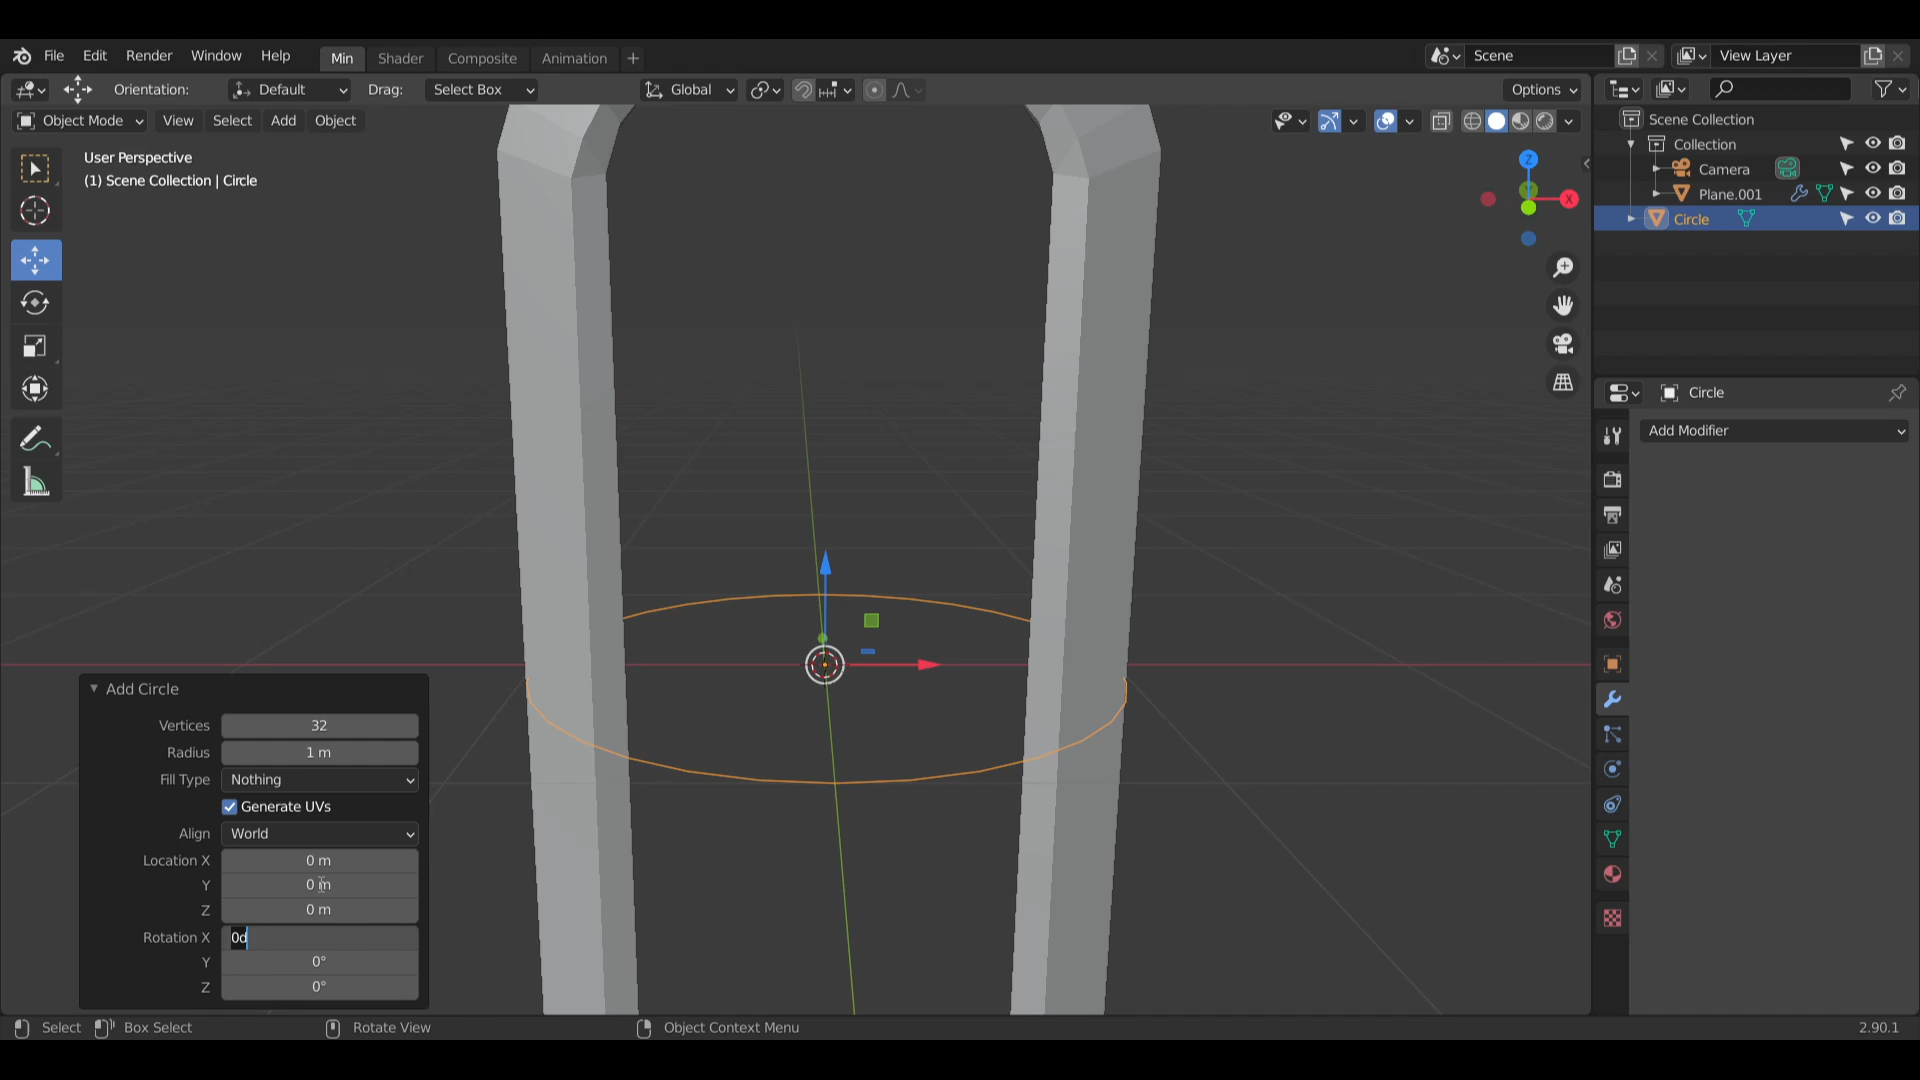 File Edit Render Window Help Min Shader Composite Animation + Scene View Layer
Orientation: Default Drag: Select Box Global Options
Object Mode View Select Add Object
User Perspective
(1) Scene Collection | Circle
Z
X
Scene Collection
Collection
Camera
Plane.001
Circle
Circle
Add Modifier
Add Circle
Vertices 32
Radius 1 m
Fill Type Nothing
Generate UVs
Align World
Location X 0 m
Y 0 m
Z 0 m
Rotation X 0d
Y 0°
Z 0°
Select Box Select Rotate View Object Context Menu 2.90.1